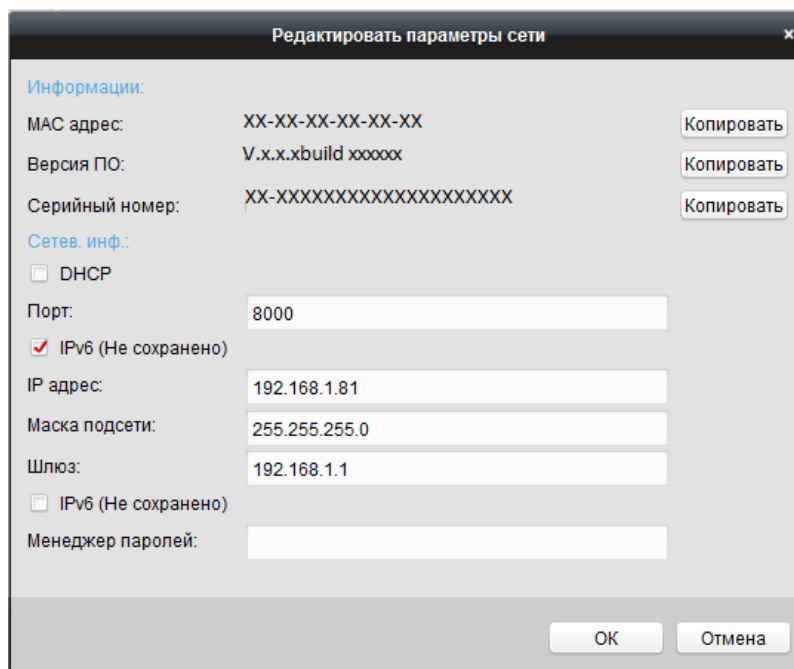 Редактировать параметры сети
×
Информации:
MAC адрес: XX-XX-XX-XX-XX-XX Копировать
Версия ПО: V.x.x.xbuild xxxxxx Копировать
Серийный номер: XX-XXXXXXXXXXXXXXXXXXXX Копировать
Сетев. инф.:
DHCP
Порт: 8000
IPv6 (Не сохранено)
IP адрес: 192.168.1.81
Маска подсети: 255.255.255.0
Шлюз: 192.168.1.1
IPv6 (Не сохранено)
Менеджер паролей:
OK Отмена